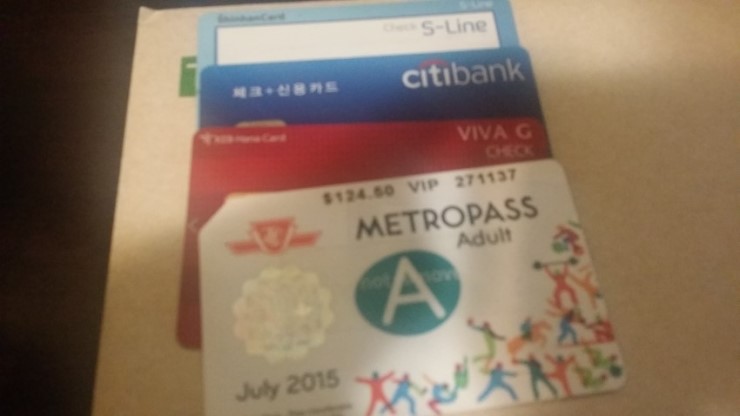 ShinhanCard
S-Line
Check S-Line
citibank
체크+신용카드
KEB Hana Card
VIVA G
CHECK
$124.50 VIP 271137
METROPASS
Adult
A
not
July 2015